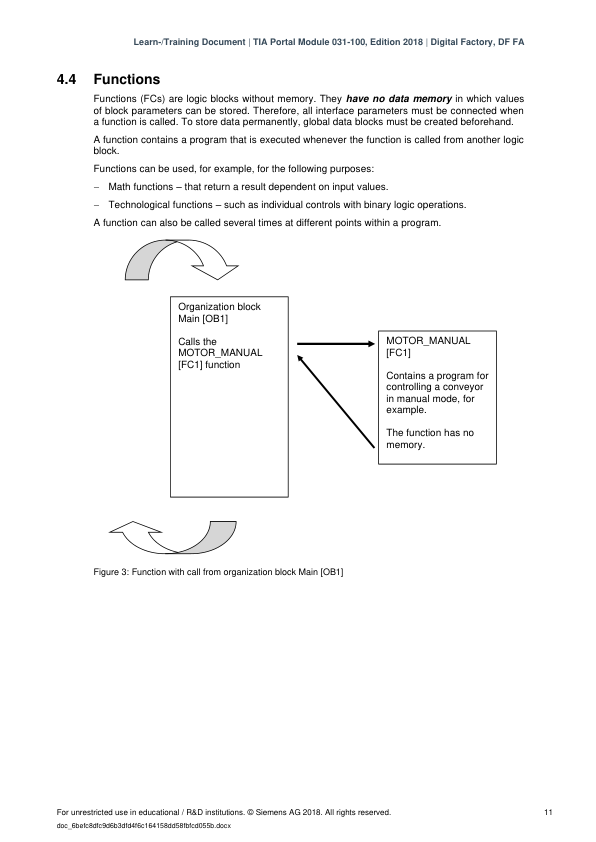 Learn-/Training Document | TIA Portal Module 031-100, Edition 2018 | Digital Factory, DF FA
4.4 Functions
Functions (FCs) are logic blocks without memory. They have no data memory in which values
of block parameters can be stored. Therefore, all interface parameters must be connected when
a function is called. To store data permanently, global data blocks must be created beforehand.
A function contains a program that is executed whenever the function is called from another logic
block.
Functions can be used, for example, for the following purposes:
– Math functions – that return a result dependent on input values.
– Technological functions – such as individual controls with binary logic operations.
A function can also be called several times at different points within a program.
Organization block
Main [OB1]
Calls the
MOTOR_MANUAL
[FC1] function
MOTOR_MANUAL
[FC1]
Contains a program for
controlling a conveyor
in manual mode, for
example.
The function has no
memory.
Figure 3: Function with call from organization block Main [OB1]
For unrestricted use in educational / R&D institutions. © Siemens AG 2018. All rights reserved. 11
doc_6befc8dfc9d6b3dfd4f6c164158dd58fbfcd055b.docx